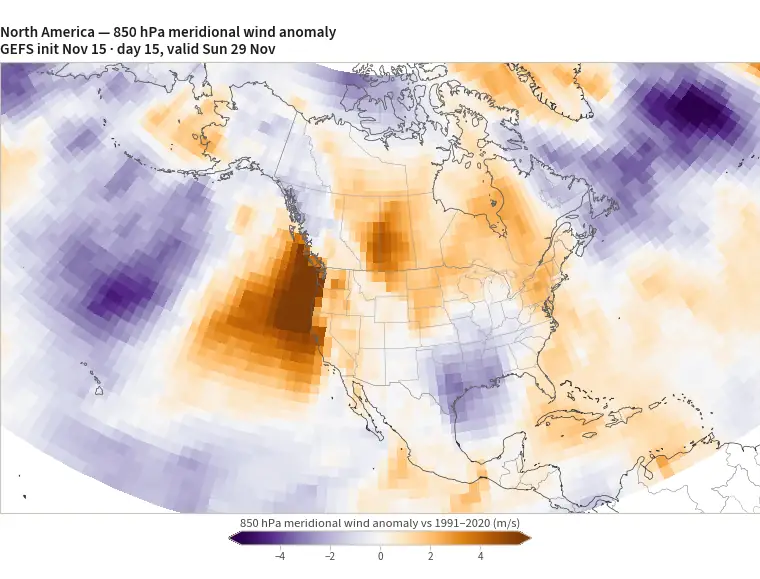 North America — 850 hPa meridional wind anomaly
GEFS init Nov 15 · day 15, valid Sun 29 Nov
850 hPa meridional wind anomaly vs 1991–2020 (m/s)
−4 −2 0 2 4